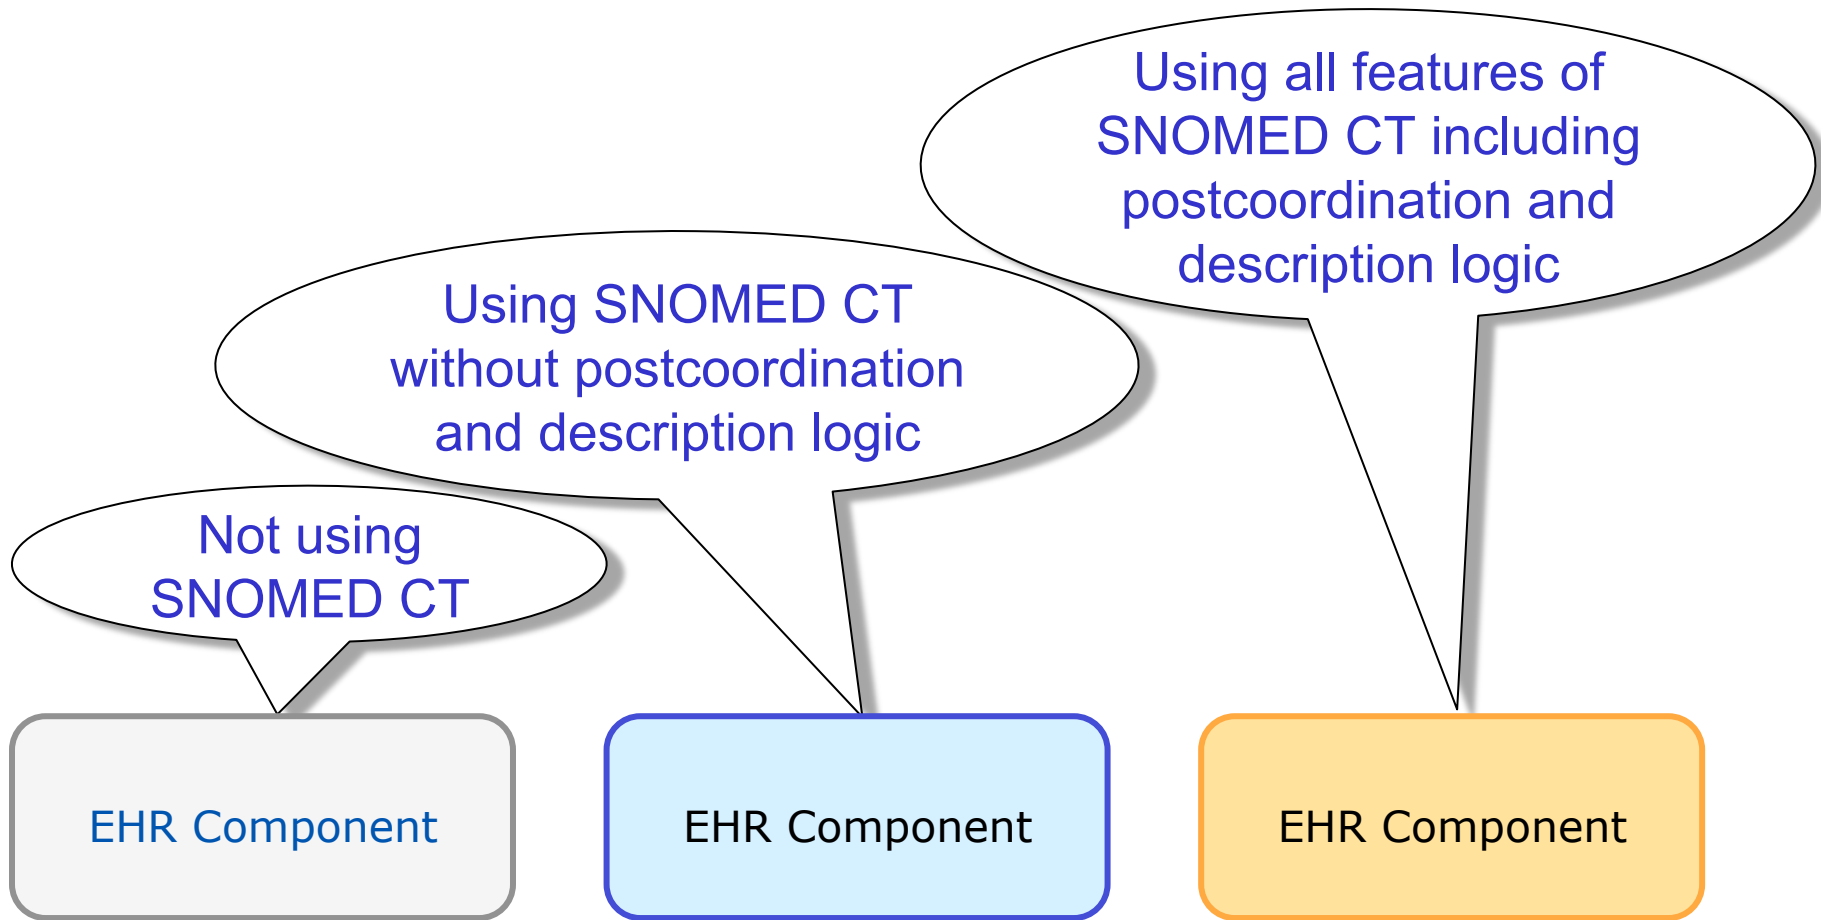 Using all features of
SNOMED CT including
postcoordination and
description logic
Using SNOMED CT
without postcoordination
and description logic
Not using
SNOMED CT
EHR Component
EHR Component
EHR Component